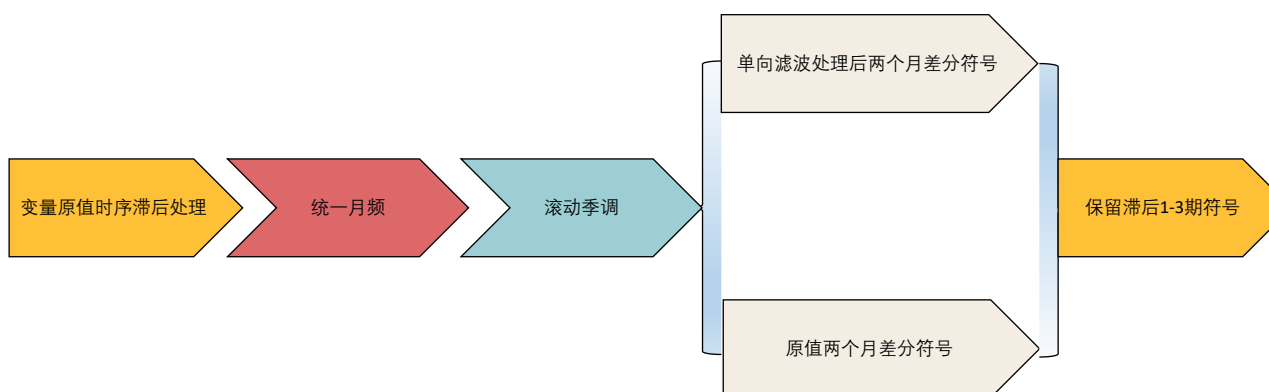 变量原值时序滞后处理
统一月频
滚动季调
单向滤波处理后两个月差分符号
原值两个月差分符号
保留滞后1-3期符号